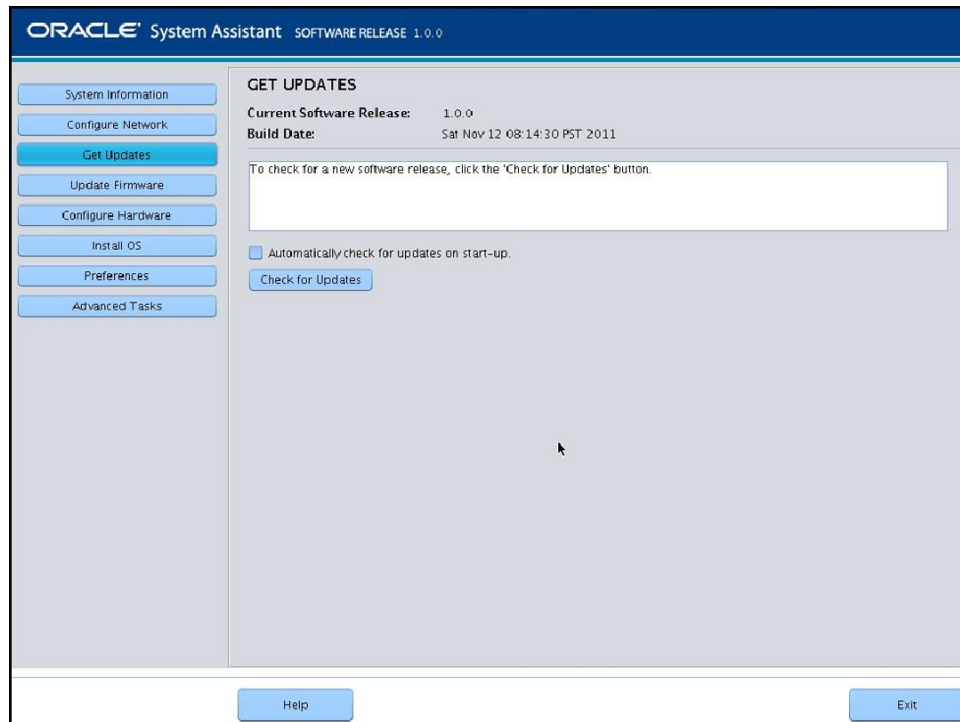 ORACLE System Assistant SOFTWARE RELEASE 1.0.0
System Information
Configure Network
Get Updates
Update Firmware
Configure Hardware
Install OS
Preferences
Advanced Tasks
GET UPDATES
Current Software Release: 1.0.0
Build Date: Sat Nov 12 08:14:30 PST 2011
To check for a new software release, click the 'Check for Updates' button.
Automatically check for updates on start-up.
Check for Updates
Help
Exit